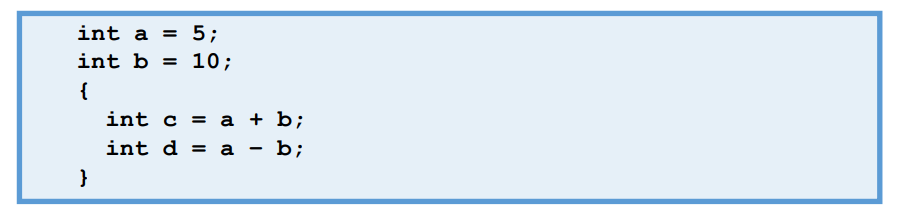 int a = 5;
int b = 10;
{
int c = a + b;
int d = a – b;
}